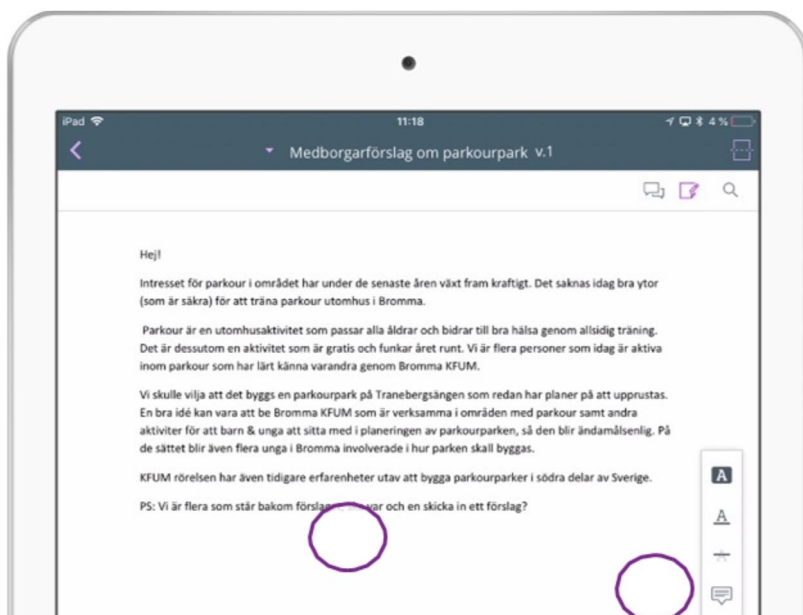 iPad 11:18 4 %
Medborgarförslag om parkourpark v.1
Hej!
Intresset för parkour i området har under de senaste åren växt fram kraftigt. Det saknas idag bra ytor
(som är säkra) för att träna parkour utomhus i Bromma.
Parkour är en utomhusaktivitet som passar alla åldrar och bidrar till bra hälsa genom allsidig träning.
Det är dessutom en aktivitet som är gratis och funkar året runt. Vi är flera personer som idag är aktiva
inom parkour som har lärt känna varandra genom Bromma KFUM.
Vi skulle vilja att det byggs en parkourpark på Tranebergsängen som redan har planer på att upprustas.
En bra idé kan vara att be Bromma KFUM som är verksamma i områden med parkour samt andra
aktiviter för att barn & unga att sitta med i planeringen av parkourparken, så den blir ändamålsenlig. På
de sättet blir även flera unga i Bromma involverade i hur parken skall byggas.
KFUM rörelsen har även tidigare erfarenheter utav att bygga parkourparker i södra delar av Sverige.
PS: Vi är flera som står bakom var och en skicka in ett förslag?
A
A
A